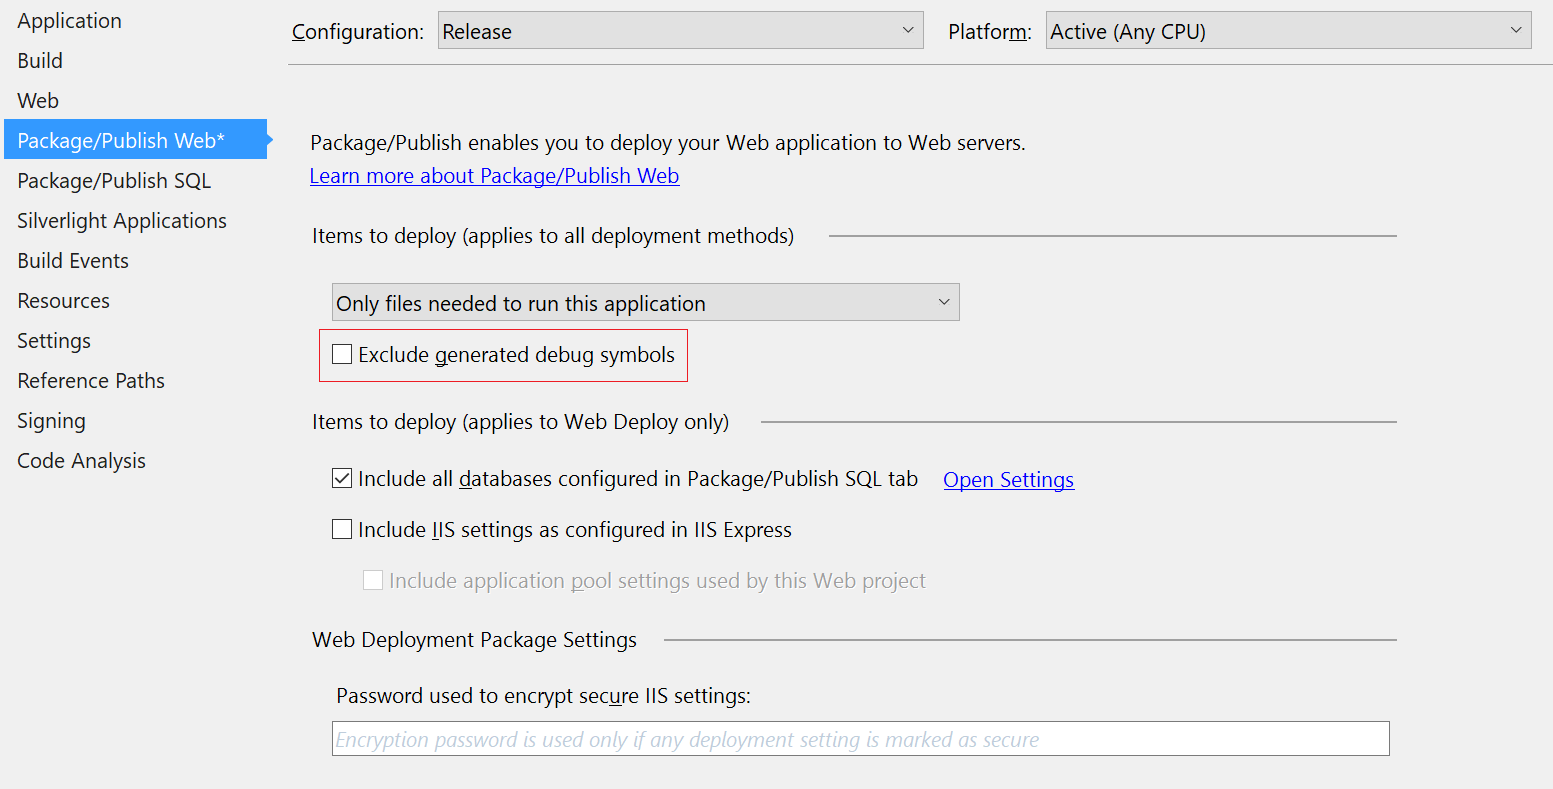 Application
Build
Web
Package/Publish Web*
Package/Publish SQL
Silverlight Applications
Build Events
Resources
Settings
Reference Paths
Signing
Code Analysis
Configuration: Release Platform: Active (Any CPU)
Package/Publish enables you to deploy your Web application to Web servers.
Learn more about Package/Publish Web
Items to deploy (applies to all deployment methods)
Only files needed to run this application
Exclude generated debug symbols
Items to deploy (applies to Web Deploy only)
Include all databases configured in Package/Publish SQL tab Open Settings
Include IIS settings as configured in IIS Express
Include application pool settings used by this Web project
Web Deployment Package Settings
Password used to encrypt secure IIS settings:
Encryption password is used only if any deployment setting is marked as secure